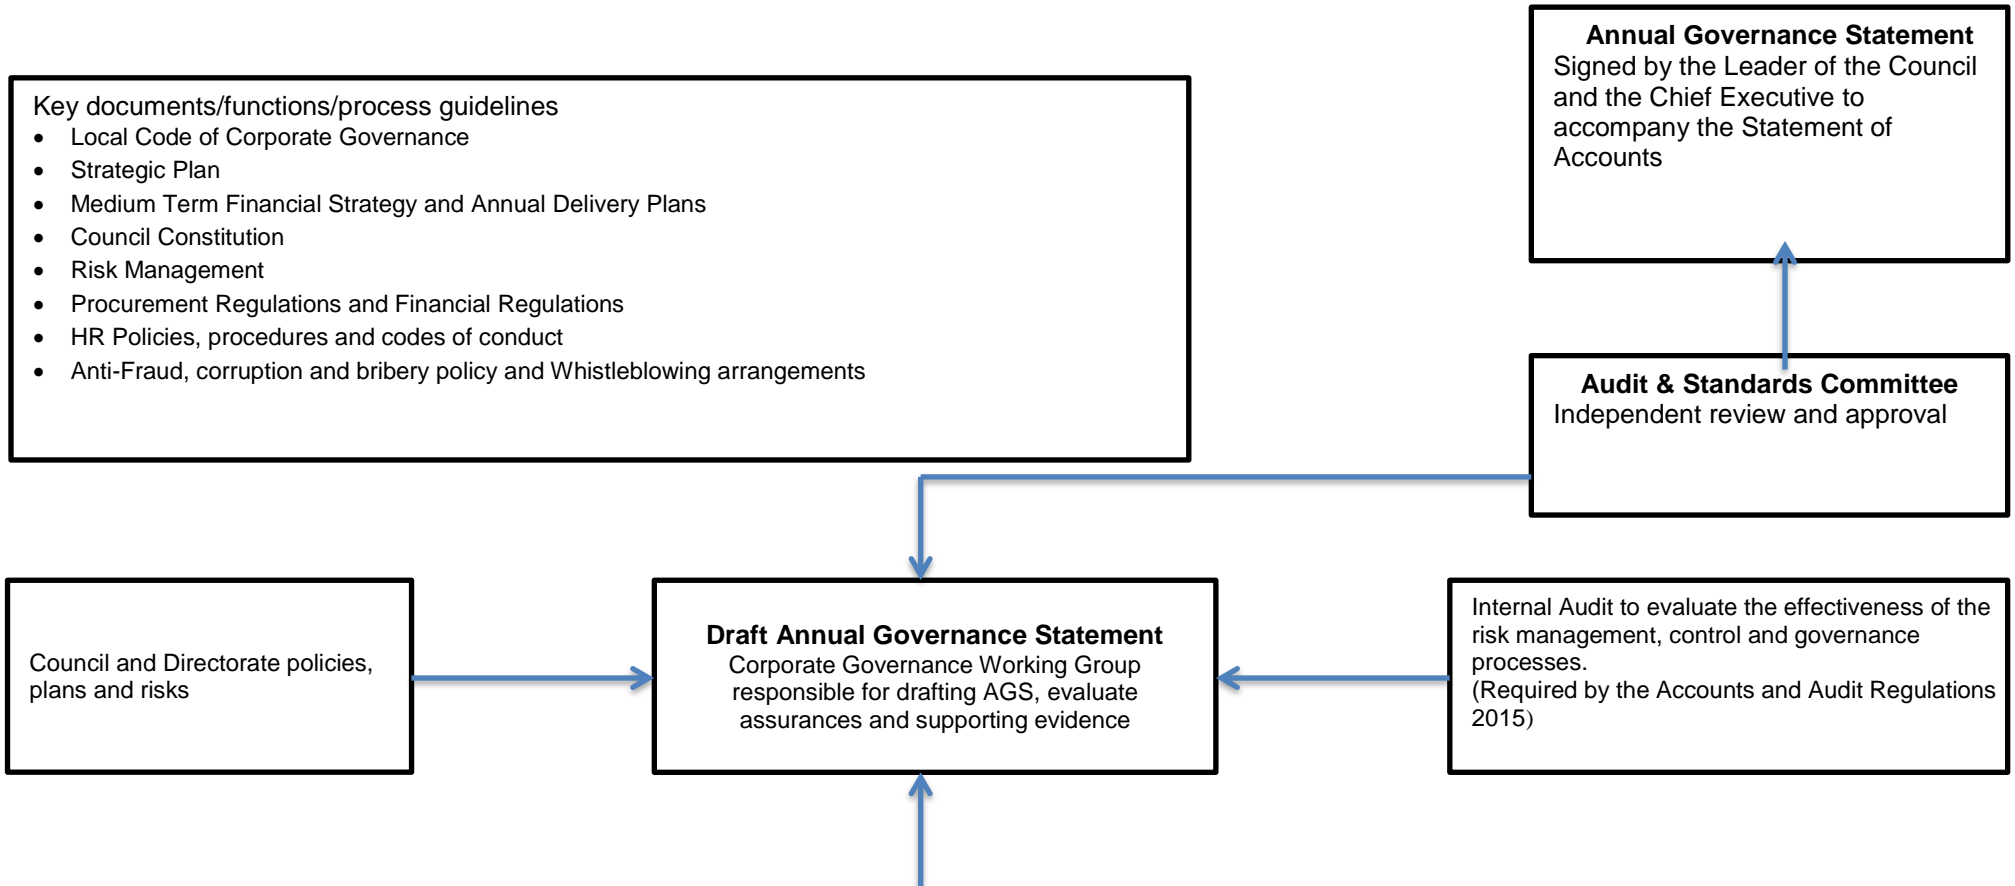 Annual Governance Statement
Signed by the Leader of the Council
and the Chief Executive to
accompany the Statement of
Accounts
Key documents/functions/process guidelines
• Local Code of Corporate Governance
• Strategic Plan
• Medium Term Financial Strategy and Annual Delivery Plans
• Council Constitution
• Risk Management
• Procurement Regulations and Financial Regulations
• HR Policies, procedures and codes of conduct
• Anti-Fraud, corruption and bribery policy and Whistleblowing arrangements
Audit & Standards Committee
Independent review and approval
Council and Directorate policies,
plans and risks
Draft Annual Governance Statement
Corporate Governance Working Group
responsible for drafting AGS, evaluate
assurances and supporting evidence
Internal Audit to evaluate the effectiveness of the
risk management, control and governance
processes.
(Required by the Accounts and Audit Regulations
2015)